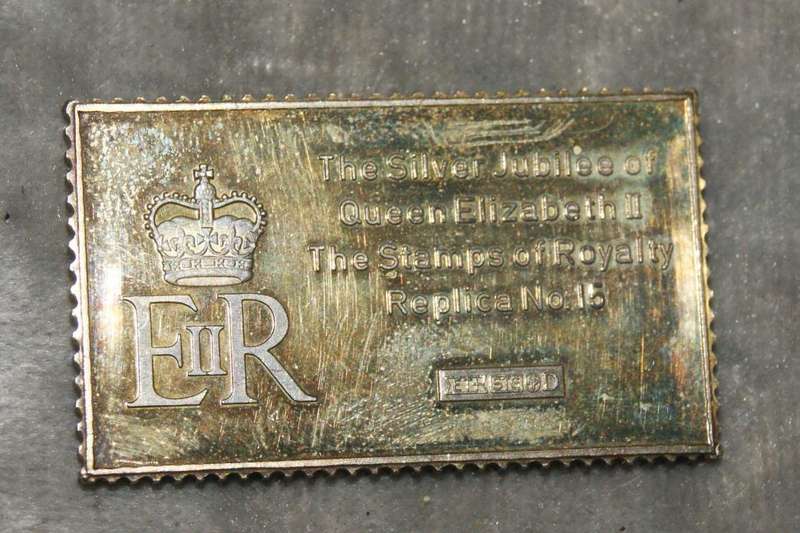 The Silver Jubilee of
Queen Elizabeth II
The Stamps of Royalty
Replica No. 15
EIIR